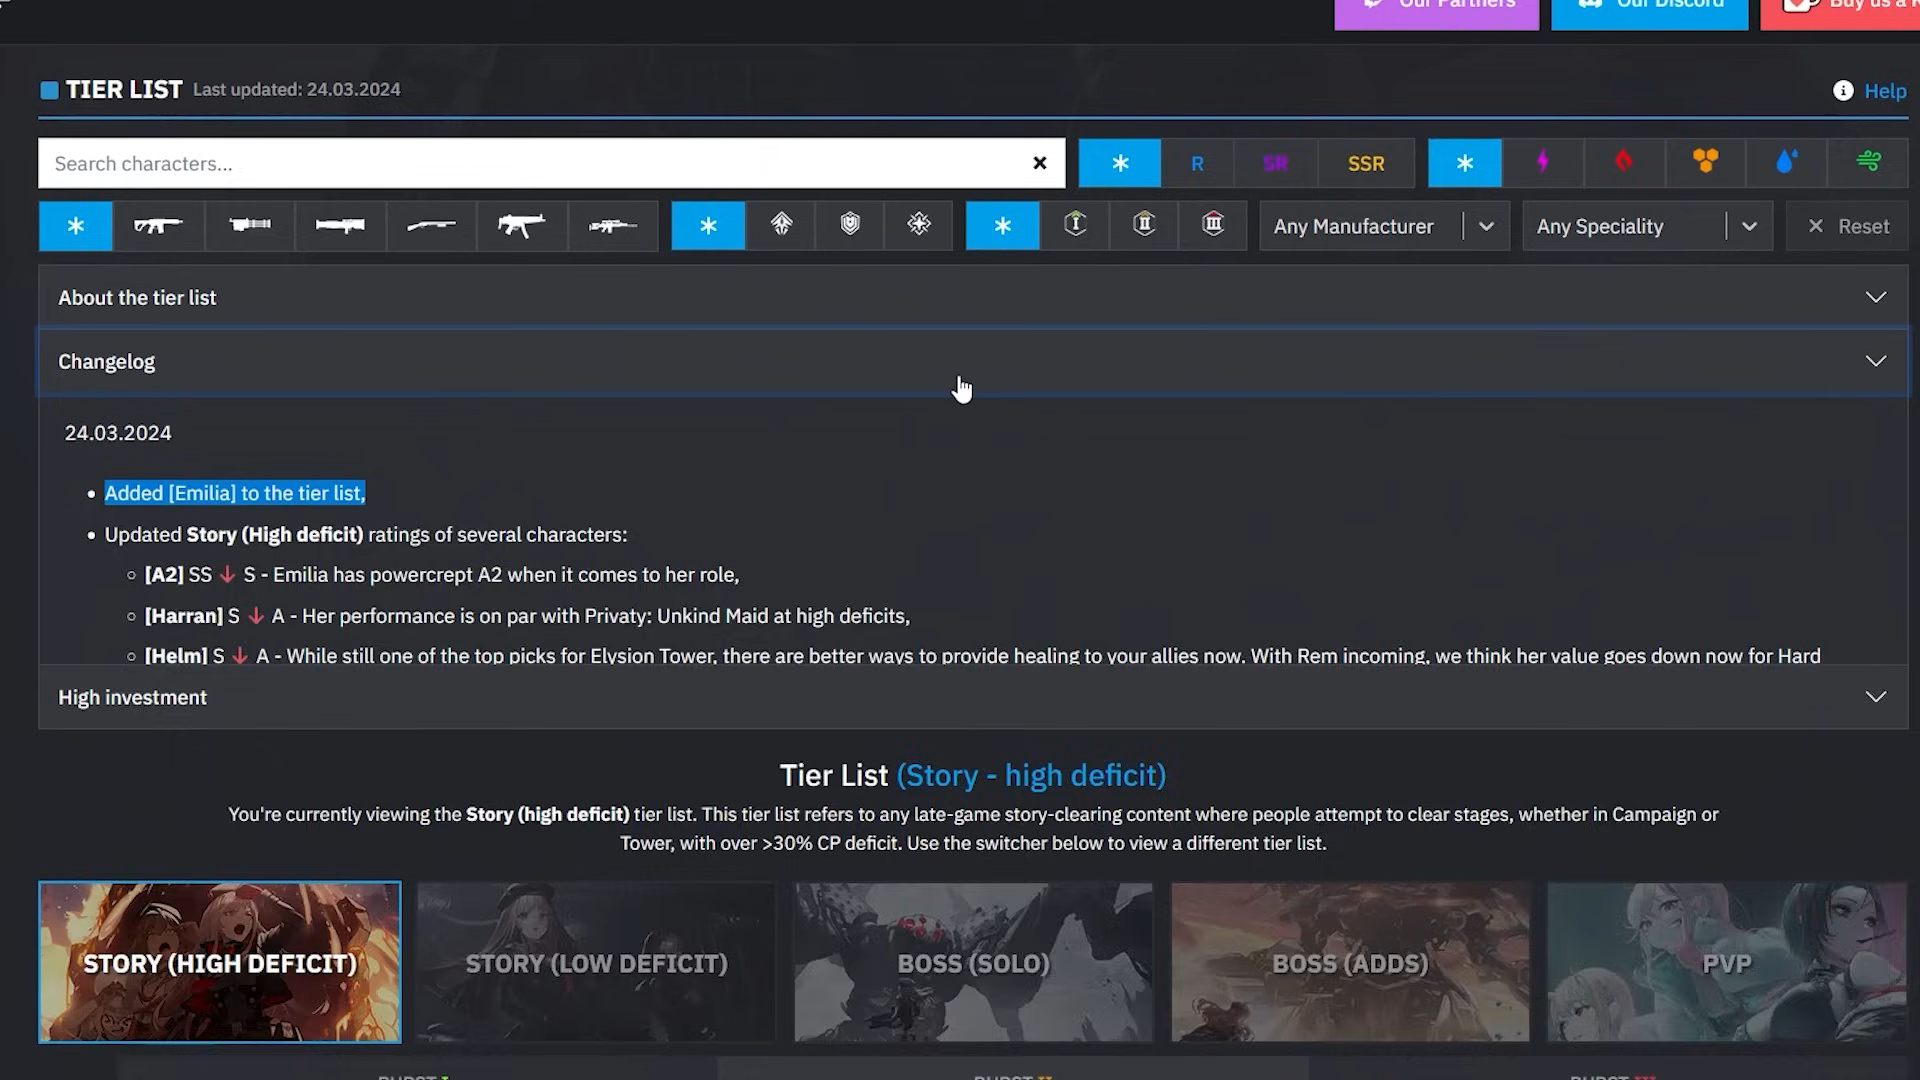 Our Partners
Our Discord
Buy us a
TIER LIST Last updated: 24.03.2024
Help
Search characters...
R
SR
SSR
Any Manufacturer
Any Speciality
Reset
About the tier list
Changelog
24.03.2024
Added [Emilia] to the tier list,
Updated Story (High deficit) ratings of several characters:
[A2] SS ↓ S - Emilia has powercrept A2 when it comes to her role,
[Harran] S ↓ A - Her performance is on par with Privaty: Unkind Maid at high deficits,
[Helm] S ↓ A - While still one of the top picks for Elysion Tower, there are better ways to provide healing to your allies now. With Rem incoming, we think her value goes down now for Hard
High investment
Tier List (Story - high deficit)
You're currently viewing the Story (high deficit) tier list. This tier list refers to any late-game story-clearing content where people attempt to clear stages, whether in Campaign or
Tower, with over >30% CP deficit. Use the switcher below to view a different tier list.
STORY (HIGH DEFICIT)
STORY (LOW DEFICIT)
BOSS (SOLO)
BOSS (ADDS)
PVP
BURST I
BURST II
BURST III